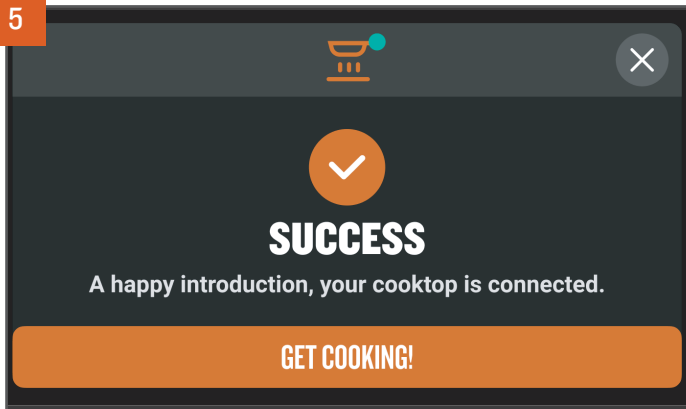 5
SUCCESS
A happy introduction, your cooktop is connected.
GET COOKING!